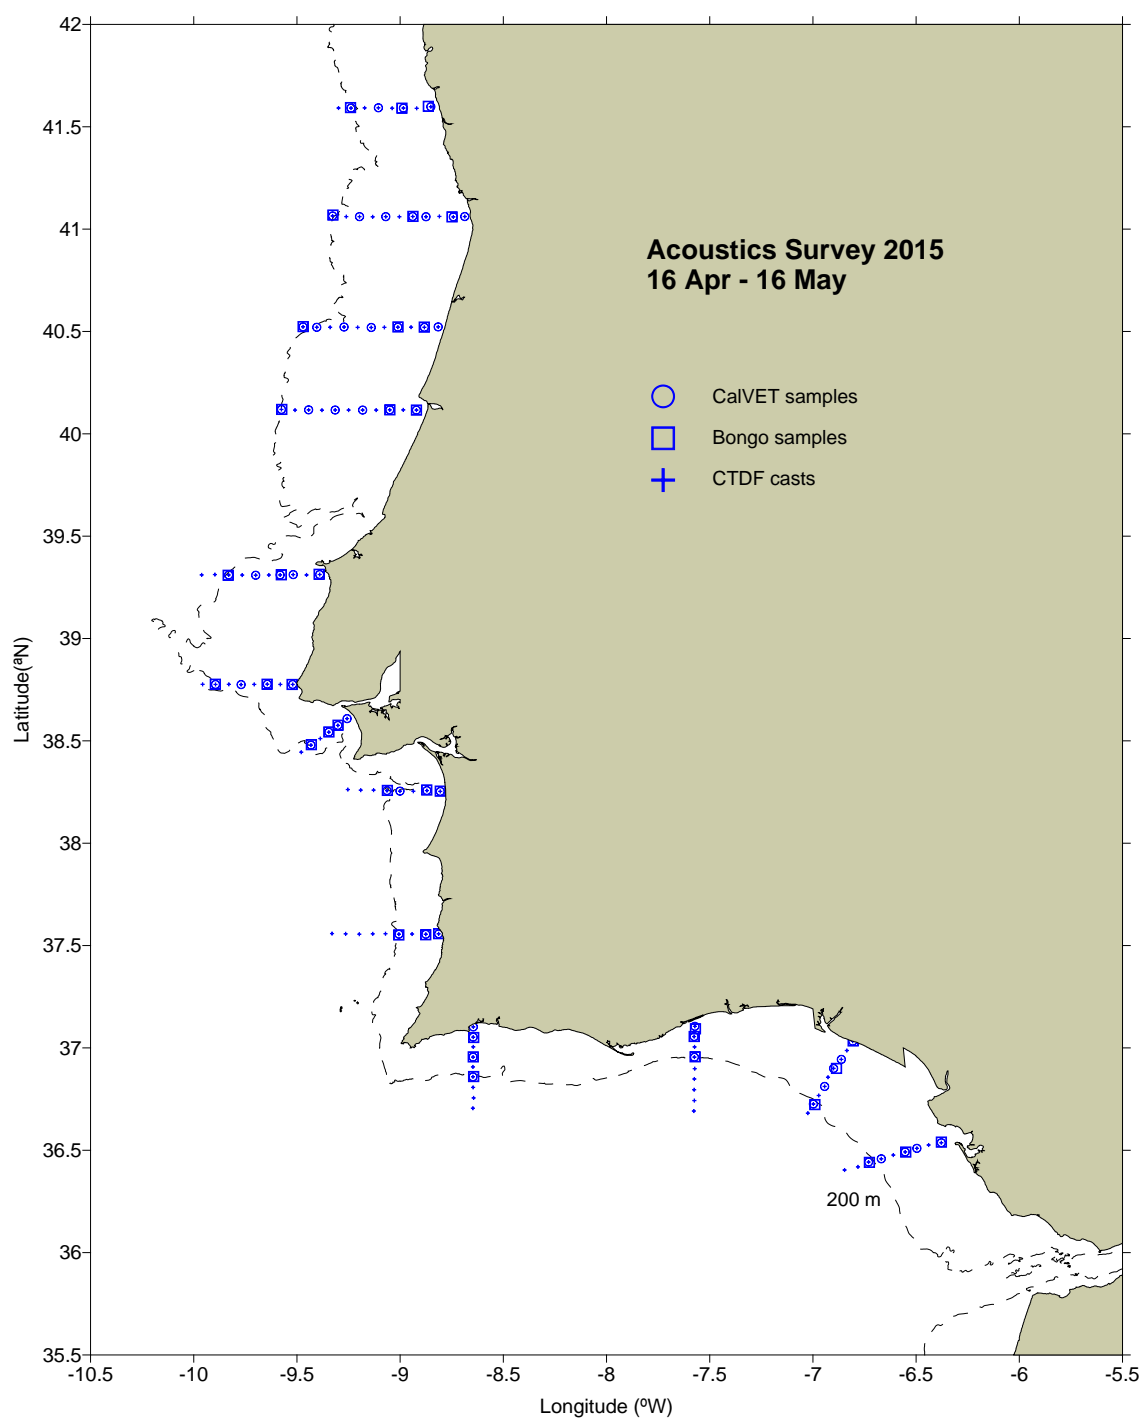 42
41.5
41
40.5
40
39.5
39
38.5
38
37.5
37
36.5
36
35.5
Latitude(ªN)
Acoustics Survey 2015
16 Apr - 16 May
CalVET samples
Bongo samples
CTDF casts
200 m
-10.5 -10 -9.5 -9 -8.5 -8 -7.5 -7 -6.5 -6 -5.5
Longitude (ºW)